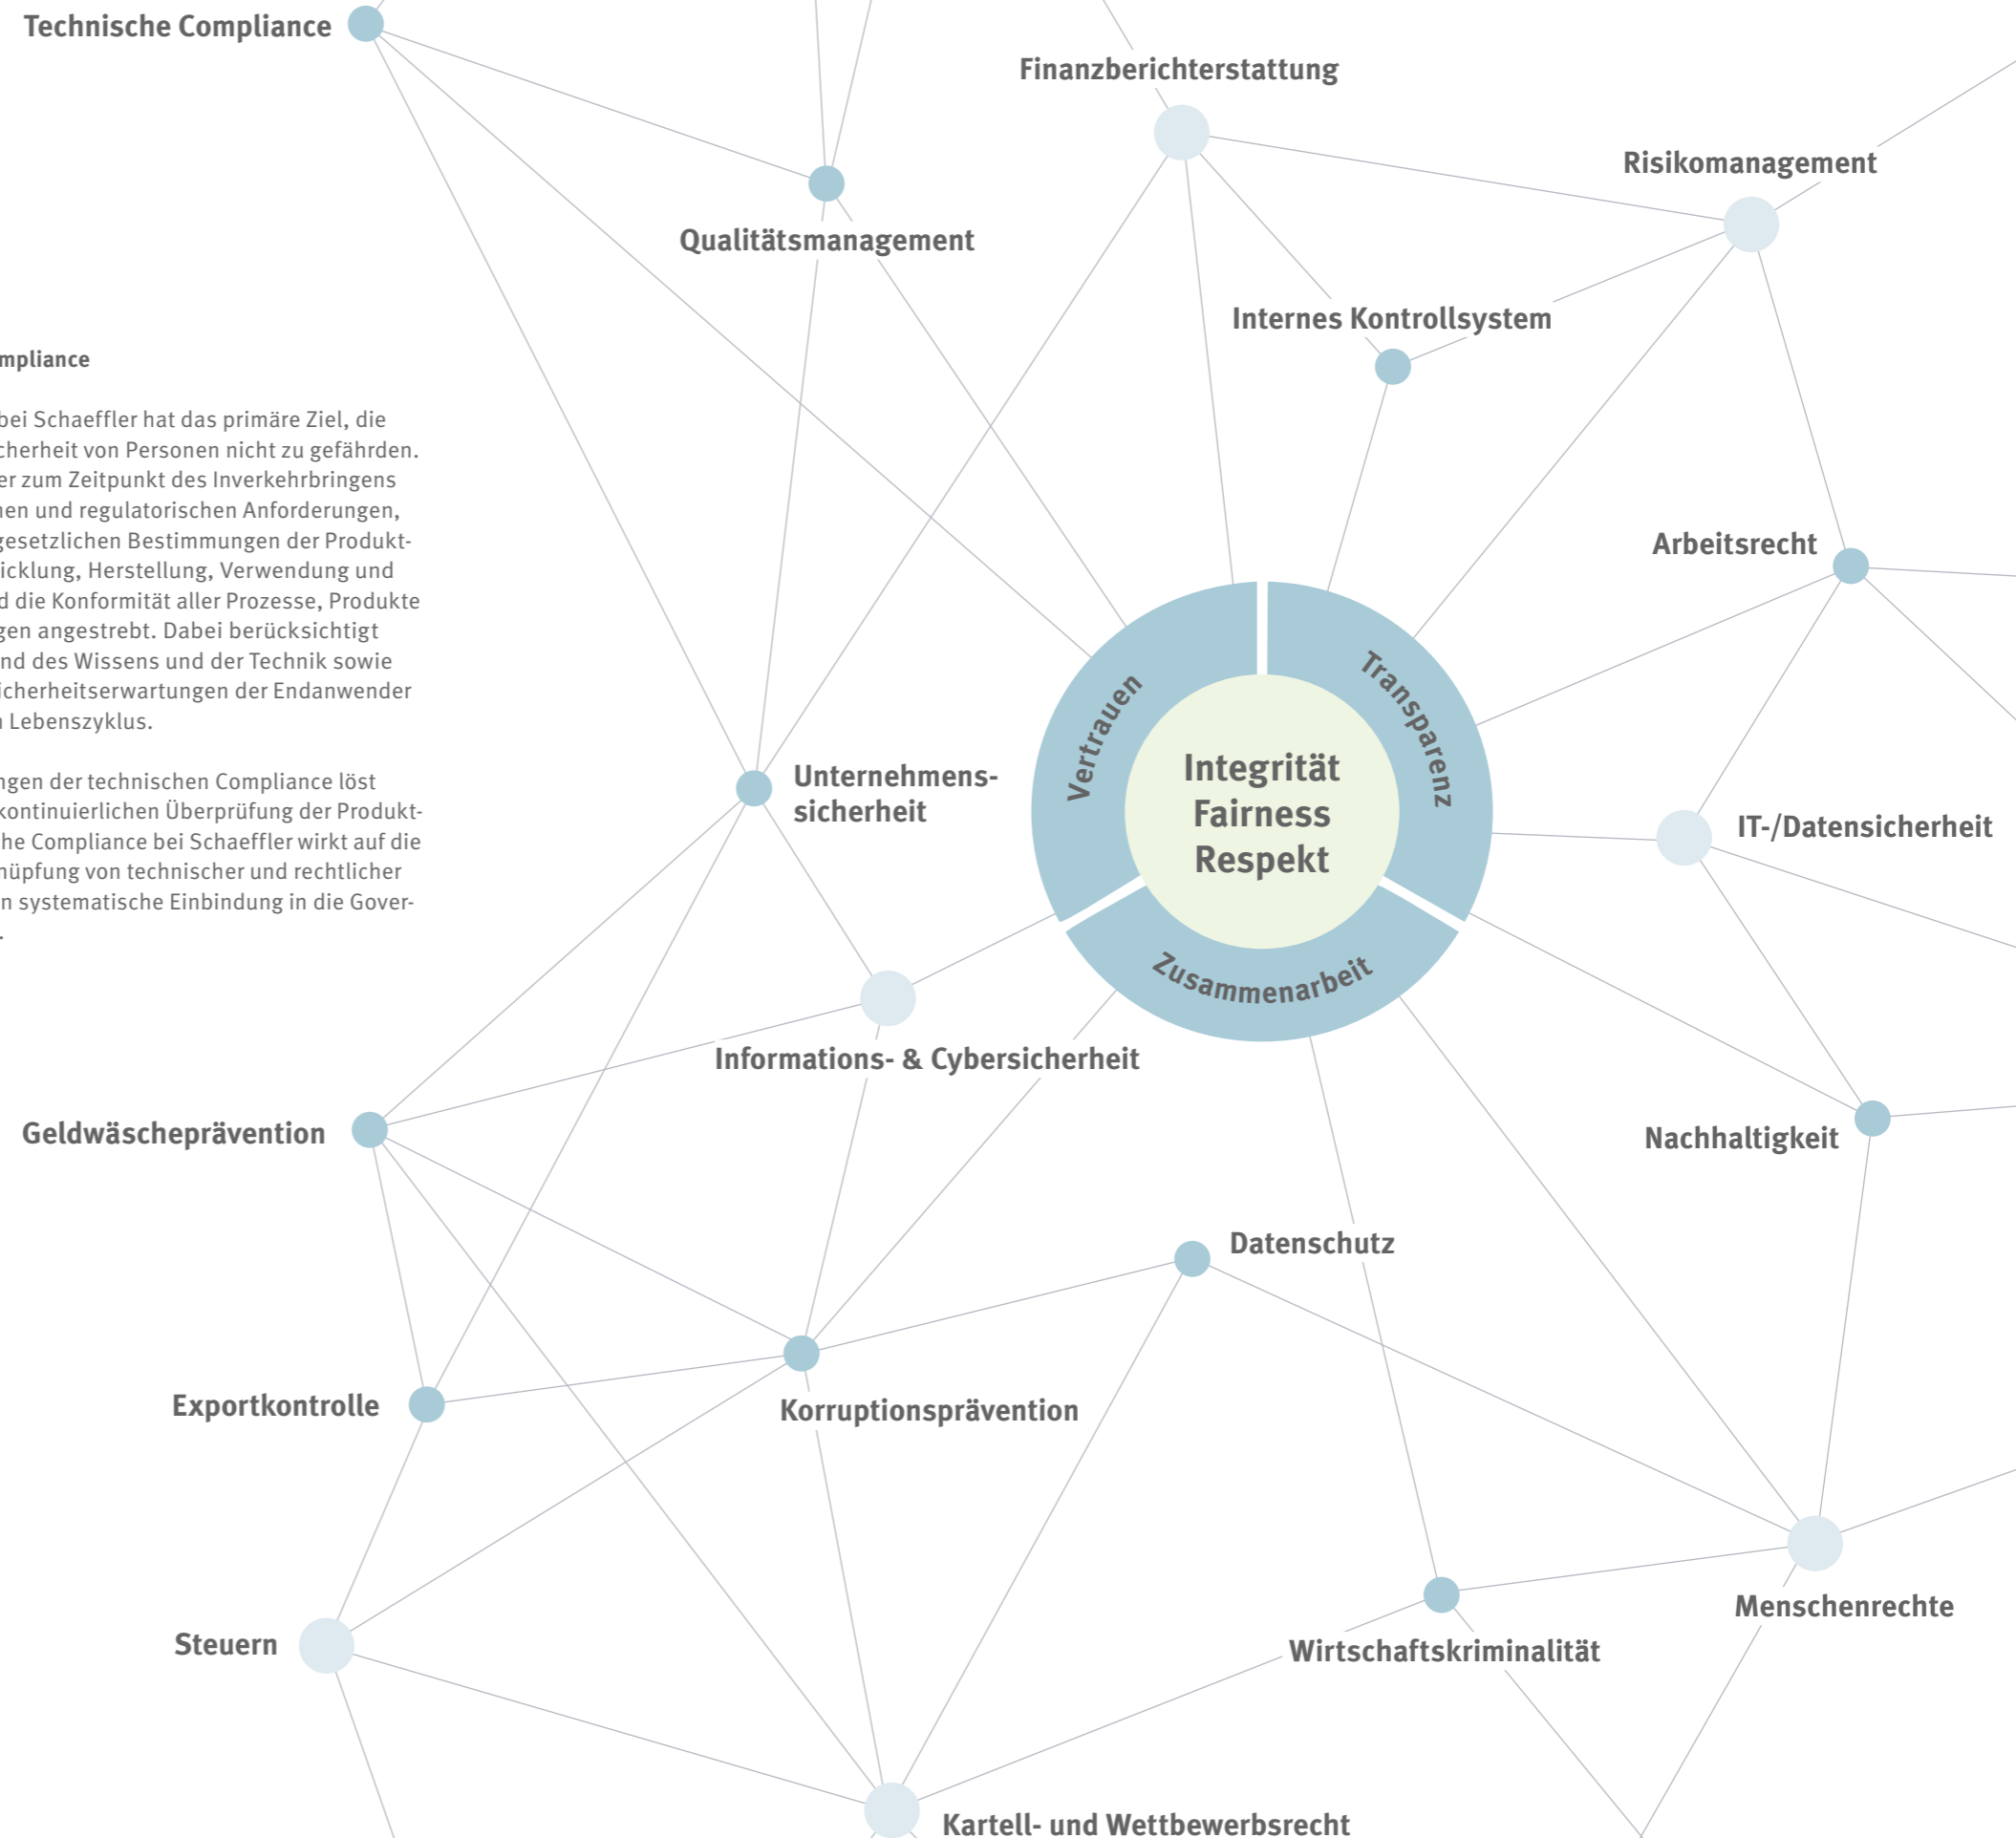 Technische Compliance
Finanzberichterstattung
Risikomanagement
Qualitätsmanagement
Internes Kontrollsystem
mpliance
bei Schaeffler hat das primäre Ziel, die
cherheit von Personen nicht zu gefährden.
er zum Zeitpunkt des Inverkehrbringens
hen und regulatorischen Anforderungen,
gesetzlichen Bestimmungen der Produkt-
icklung, Herstellung, Verwendung und
d die Konformität aller Prozesse, Produkte
gen angestrebt. Dabei berücksichtigt
nd des Wissens und der Technik sowie
icherheitserwartungen der Endanwender
n Lebenszyklus.
ngen der technischen Compliance löst
kontinuierlichen Überprüfung der Produkt-
che Compliance bei Schaeffler wirkt auf die
nüpfung von technischer und rechtlicher
n systematische Einbindung in die Gover-
.
Arbeitsrecht
Vertrauen
Transparenz
Zusammenarbeit
Integrität
Fairness
Respekt
Unternehmens-
sicherheit
IT-/Datensicherheit
Informations- & Cybersicherheit
Geldwäscheprävention
Nachhaltigkeit
Datenschutz
Exportkontrolle
Korruptionsprävention
Menschenrechte
Steuern
Wirtschaftskriminalität
Kartell- und Wettbewerbsrecht